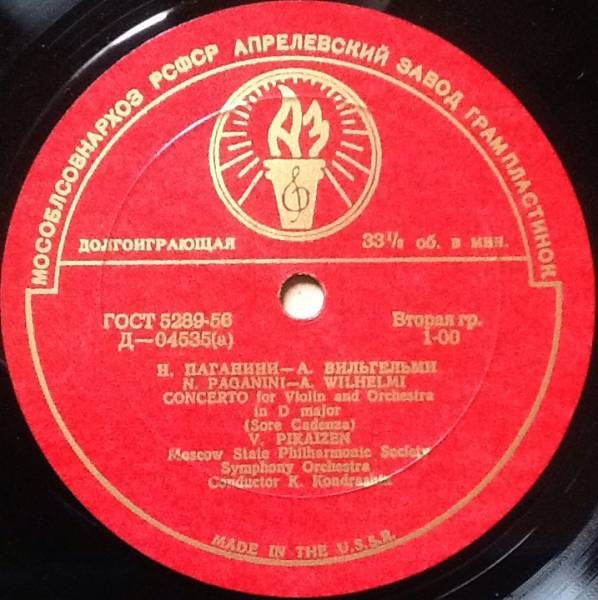 МОСОБЛСОВНАРХОЗ РСФСР АПРЕЛЕВСКИЙ ЗАВОД ГРАМПЛАСТИНОК
АЗ
ДОЛГОИГРАЮЩАЯ 33⅓ об. в мин.
ГОСТ 5289-56 Вторая гр.
Д—04535(а) 1-00
Н. ПАГАНИНИ—А. ВИЛЬГЕЛЬМИ
N. PAGANINI—A. WILHELMI
CONCERTO for Violin and Orchestra
in D major
(Sore Cadenza)
V. PIKAIZEN
Moscow State Philharmonic Society
Symphony Orchestra
Conductor K. Kondrashin
MADE IN THE U.S.S.R.